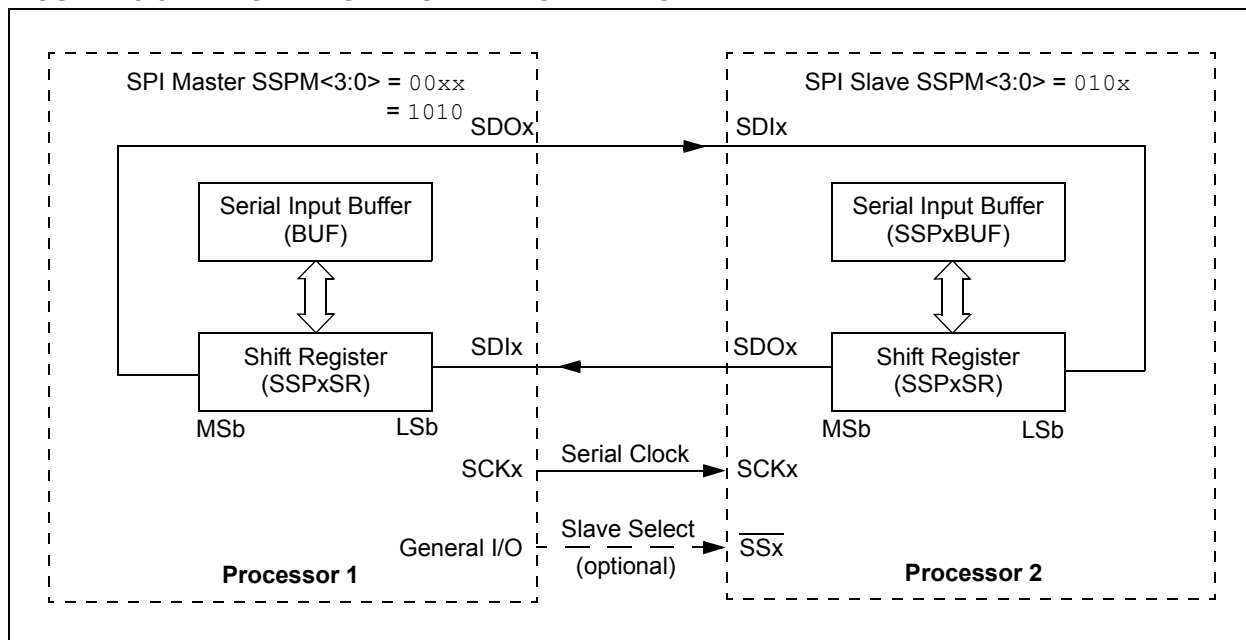 SPI Master SSPM<3:0> = 00xx
= 1010
SDOx
Serial Input Buffer
(BUF)
Shift Register
(SSPxSR)
MSb
LSb
SDIx
SCKx
General I/O
Processor 1
Serial Clock
Slave Select
(optional)
SPI Slave SSPM<3:0> = 010x
SDIx
Serial Input Buffer
(SSPxBUF)
SDOx
Shift Register
(SSPxSR)
MSb
LSb
SCKx
SSx
Processor 2